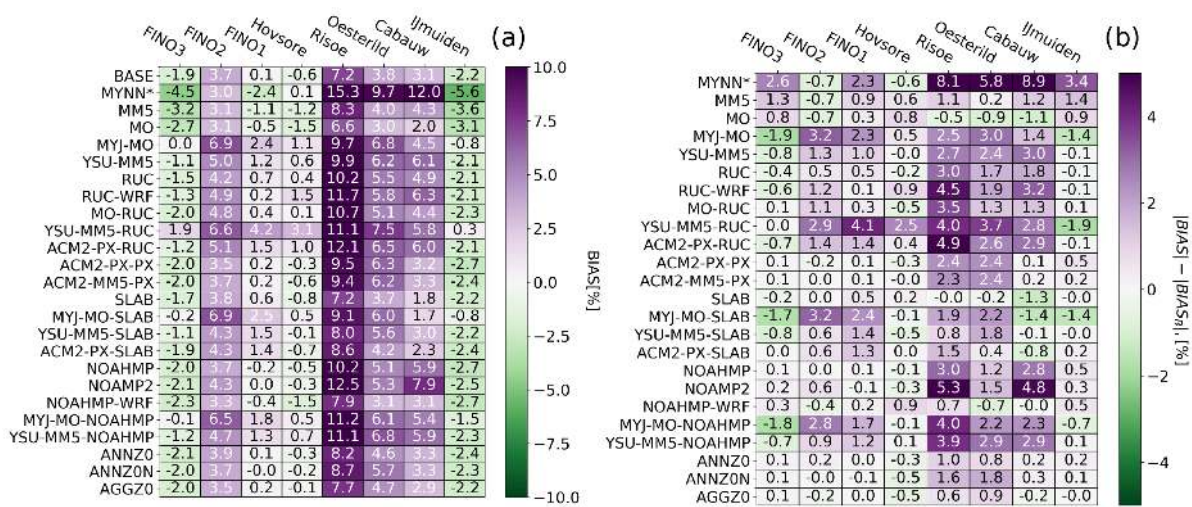 FINO3 FINO2 FINO1 Hovsore Risoe Oesterild Cabauw IJmuiden (a)
BASE -1.9 3.7 0.1 -0.6 7.2 3.8 3.1 -2.2
MYNN* -4.5 3.0 -2.4 0.1 15.3 9.7 12.0 -5.6
MM5 -3.2 3.1 -1.1 -1.2 8.3 4.0 4.3 -3.6
MO -2.7 3.1 -0.5 -1.5 6.6 3.0 2.0 -3.1
MYJ-MO 0.0 6.9 2.4 1.1 9.7 6.8 4.5 -0.8
YSU-MM5 -1.1 5.0 1.2 0.6 9.9 6.2 6.1 -2.1
RUC -1.5 4.2 0.7 0.4 10.2 5.5 4.9 -2.1
RUC-WRF -1.3 4.9 0.2 1.5 11.7 5.8 6.3 -2.1
MO-RUC -2.0 4.8 0.4 0.1 10.7 5.1 4.4 -2.3
YSU-MM5-RUC 1.9 6.6 4.2 3.1 11.1 7.5 5.8 0.3
ACM2-PX-RUC -1.2 5.1 1.5 1.0 12.1 6.5 6.0 -2.1
ACM2-PX-PX -2.0 3.5 0.2 -0.3 9.5 6.3 3.2 -2.7
ACM2-MM5-PX -2.0 3.7 0.2 -0.6 9.4 6.2 3.3 -2.4
SLAB -1.7 3.8 0.6 -0.8 7.2 3.7 1.8 -2.2
MYJ-MO-SLAB -0.2 6.9 2.5 0.5 9.1 6.0 1.7 -0.8
YSU-MM5-SLAB -1.1 4.3 1.5 -0.1 8.0 5.6 3.0 -2.2
ACM2-PX-SLAB -1.9 4.3 1.4 -0.7 8.6 4.2 2.3 -2.4
NOAHMP -2.0 3.7 -0.2 -0.5 10.2 5.1 5.9 -2.7
NOAMP2 -2.1 4.3 0.0 -0.3 12.5 5.3 7.9 -2.5
NOAHMP-WRF -2.3 3.3 -0.4 -1.5 7.9 3.1 3.1 -2.7
MYJ-MO-NOAHMP -0.1 6.5 1.8 0.5 11.2 6.1 5.4 -1.5
YSU-MM5-NOAHMP -1.2 4.7 1.3 0.7 11.1 6.8 5.9 -2.3
ANNZ0 -2.1 3.9 0.1 -0.3 8.2 4.6 3.3 -2.4
ANNZ0N -2.0 3.7 -0.0 -0.2 8.7 5.7 3.3 -2.3
AGGZ0 -2.0 3.5 0.2 -0.1 7.7 4.7 2.9 -2.2
10.0
7.5
5.0
2.5
0.0
−2.5
−5.0
−7.5
−10.0
BIAS[%]
FINO3 FINO2 FINO1 Hovsore Risoe Oesterild Cabauw IJmuiden (b)
MYNN* 2.6 -0.7 2.3 -0.6 8.1 5.8 8.9 3.4
MM5 1.3 -0.7 0.9 0.6 1.1 0.2 1.2 1.4
MO 0.8 -0.7 0.3 0.8 -0.5 -0.9 -1.1 0.9
MYJ-MO -1.9 3.2 2.3 0.5 2.5 3.0 1.4 -1.4
YSU-MM5 -0.8 1.3 1.0 -0.0 2.7 2.4 3.0 -0.1
RUC -0.4 0.5 0.5 -0.2 3.0 1.7 1.8 -0.1
RUC-WRF -0.6 1.2 0.1 0.9 4.5 1.9 3.2 -0.1
MO-RUC 0.1 1.1 0.3 -0.5 3.5 1.3 1.3 0.1
YSU-MM5-RUC 0.0 2.9 4.1 2.5 4.0 3.7 2.8 -1.9
ACM2-PX-RUC -0.7 1.4 1.4 0.4 4.9 2.6 2.9 -0.1
ACM2-PX-PX 0.1 -0.2 0.1 -0.3 2.4 2.4 0.1 0.5
ACM2-MM5-PX 0.1 0.0 0.1 -0.0 2.3 2.4 0.2 0.2
SLAB -0.2 0.0 0.5 0.2 -0.0 -0.2 -1.3 -0.0
MYJ-MO-SLAB -1.7 3.2 2.4 -0.1 1.9 2.2 -1.4 -1.4
YSU-MM5-SLAB -0.8 0.6 1.4 -0.5 0.8 1.8 -0.1 -0.0
ACM2-PX-SLAB 0.0 0.6 1.3 0.0 1.5 0.4 -0.8 0.2
NOAHMP 0.1 0.0 0.1 -0.1 3.0 1.2 2.8 0.5
NOAMP2 0.2 0.6 -0.1 -0.3 5.3 1.5 4.8 0.3
NOAHMP-WRF 0.3 -0.4 0.2 0.9 0.7 -0.7 -0.0 0.5
MYJ-MO-NOAHMP -1.8 2.8 1.7 -0.1 4.0 2.2 2.3 -0.7
YSU-MM5-NOAHMP -0.7 0.9 1.2 0.1 3.9 2.9 2.9 0.1
ANNZ0 0.1 0.2 0.0 -0.3 1.0 0.8 0.2 0.2
ANNZ0N 0.1 -0.0 -0.1 -0.5 1.6 1.8 0.3 0.1
AGGZ0 0.1 -0.2 0.0 -0.5 0.6 0.9 -0.2 -0.0
4
2
0
−2
−4
|BIAS| − |BIAS_B|, [%]